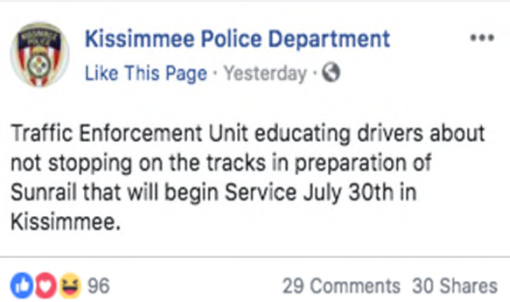 Kissimmee Police Department
Like This Page · Yesterday ·
Traffic Enforcement Unit educating drivers about
not stopping on the tracks in preparation of
Sunrail that will begin Service July 30th in
Kissimmee.
96
29 Comments 30 Shares